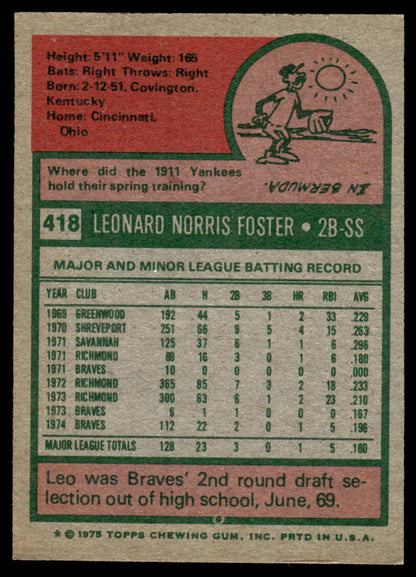 Height: 5'11" Weight: 165
Bats: Right Throws: Right
Born: 2-12-51, Covington,
Kentucky
Home: Cincinnati,
Ohio
Where did the 1911 Yankees
hold their spring training?
IN BERMUDA.
418 LEONARD NORRIS FOSTER • 2B-SS
MAJOR AND MINOR LEAGUE BATTING RECORD
YEAR CLUB AB H 2B 3B HR RBI AVG
1969 GREENWOOD 192 44 5 1 2 33 .229
1970 SHREVEPORT 251 66 9 5 4 15 .263
1971 SAVANNAH 125 37 6 1 1 6 .296
1971 RICHMOND 89 16 3 0 1 6 .180
1971 BRAVES 10 0 0 0 0 0 .000
1972 RICHMOND 365 85 7 3 2 18 .233
1973 RICHMOND 300 63 6 1 2 23 .210
1973 BRAVES 6 1 1 0 0 0 .167
1974 BRAVES 112 22 2 0 1 5 .196
MAJOR LEAGUE TOTALS 128 23 3 0 1 5 .180
Leo was Braves' 2nd round draft se-
lection out of high school, June, 69.
* © 1975 TOPPS CHEWING GUM, INC. PRTD IN U.S.A.